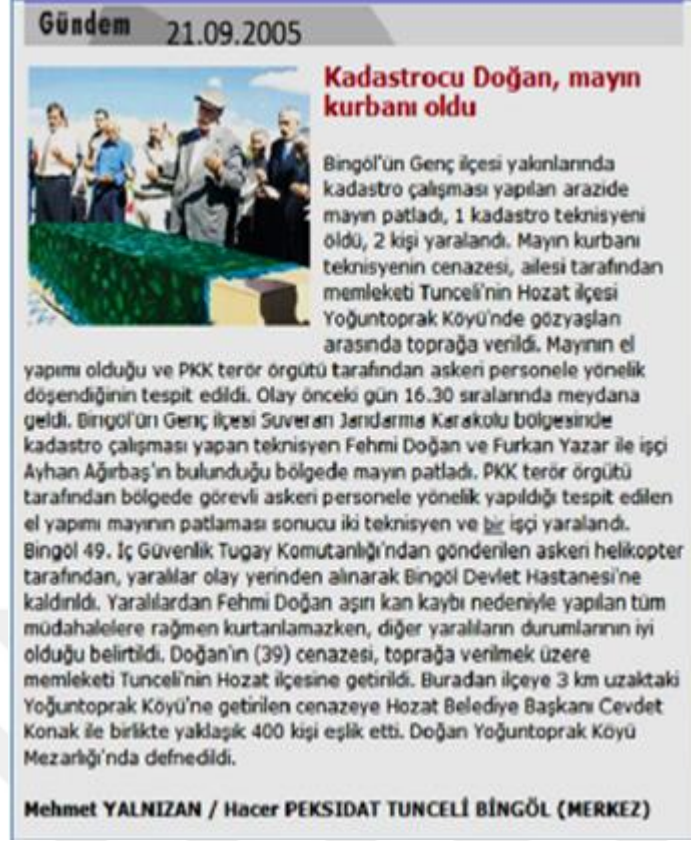 Gündem 21.09.2005
Kadastrocu Doğan, mayın
kurbanı oldu
Bingöl'ün Genç ilçesi yakınlarında
kadastro çalışması yapılan arazide
mayın patladı, 1 kadastro teknisyeni
öldü, 2 kişi yaralandı. Mayın kurbanı
teknisyenin cenazesi, ailesi tarafından
memleketi Tunceli'nin Hozat ilçesi
Yoğuntoprak Köyü'nde gözyaşları
arasında toprağa verildi. Mayının el
yapımı olduğu ve PKK terör örgütü tarafından askeri personele yönelik
döşendiğinin tespit edildi. Olay önceki gün 16.30 sıralarında meydana
geldi. Bingöl'ün Genç ilçesi Suveran Jandarma Karakolu bölgesinde
kadastro çalışması yapan teknisyen Fehmi Doğan ve Furkan Yazar ile işçi
Ayhan Ağırbaş'ın bulunduğu bölgede mayın patladı. PKK terör örgütü
tarafından bölgede görevli askeri personele yönelik yapıldığı tespit edilen
el yapımı mayının patlaması sonucu iki teknisyen ve bir işçi yaralandı.
Bingöl 49. İç Güvenlik Tugay Komutanlığı'ndan gönderilen askeri helikopter
tarafından, yaralılar olay yerinden alınarak Bingöl Devlet Hastanesi'ne
kaldırıldı. Yaralılardan Fehmi Doğan aşırı kan kaybı nedeniyle yapılan tüm
müdahalelere rağmen kurtarılamazken, diğer yaralıların durumlarının iyi
olduğu belirtildi. Doğan'ın (39) cenazesi, toprağa verilmek üzere
memleketi Tunceli'nin Hozat ilçesine getirildi. Buradan ilçeye 3 km uzaktaki
Yoğuntoprak Köyü'ne getirilen cenazeye Hozat Belediye Başkanı Cevdet
Konak ile birlikte yaklaşık 400 kişi eşlik etti. Doğan Yoğuntoprak Köyü
Mezarlığı'nda defnedildi.
Mehmet YALNIZAN / Hacer PEKSIDAT TUNCELİ BİNGÖL (MERKEZ)